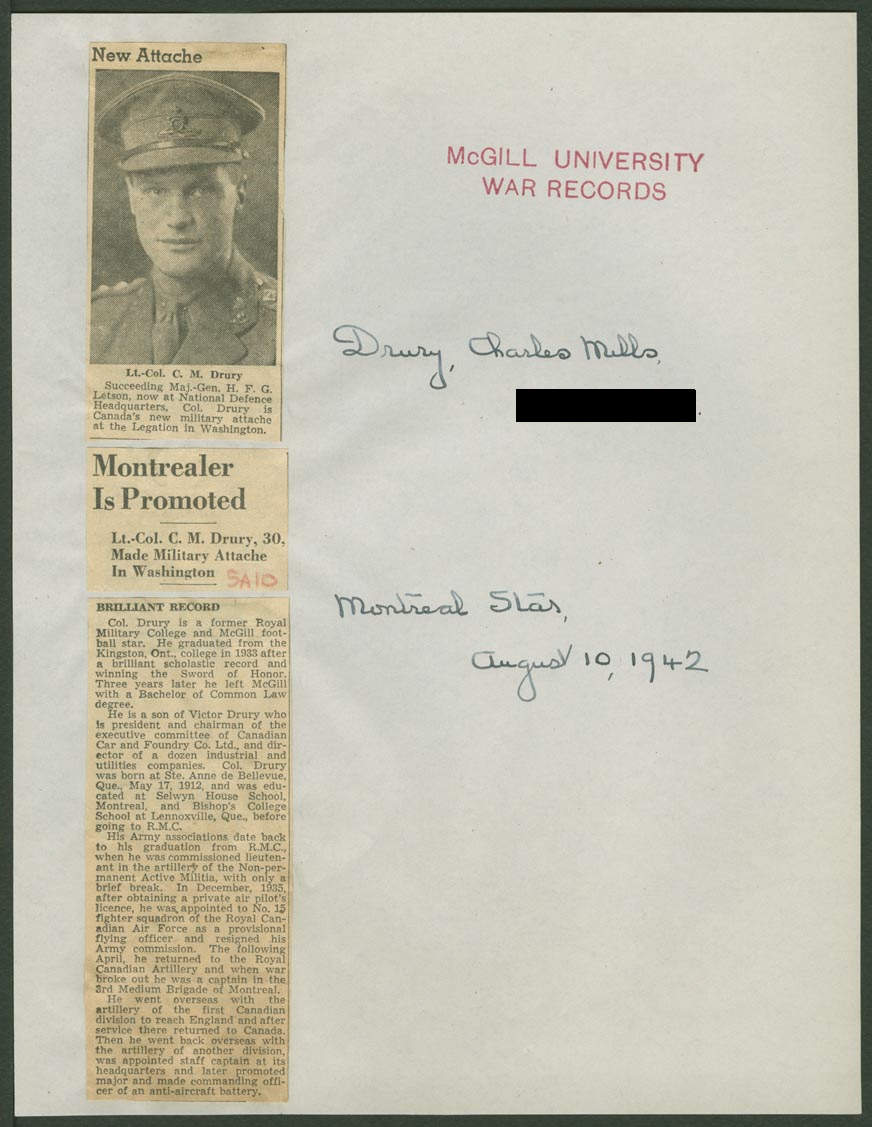 New Attache
Lt.-Col. C. M. Drury
Succeeding Maj.-Gen. H. F. G.
Letson, now at National Defence
Headquarters, Col. Drury is
Canada's new military attache
at the Legation in Washington.
Montrealer
Is Promoted
Lt.-Col. C. M. Drury, 30,
Made Military Attache
In Washington
SA10
BRILLIANT RECORD
Col. Drury is a former Royal
Military College and McGill foot-
ball star. He graduated from the
Kingston, Ont., college in 1933 after
a brilliant scholastic record and
winning the Sword of Honor.
Three years later he left McGill
with a Bachelor of Common Law
degree.
He is a son of Victor Drury who
is president and chairman of the
executive committee of Canadian
Car and Foundry Co. Ltd., and dir-
ector of a dozen industrial and
utilities companies. Col. Drury
was born at Ste. Anne de Bellevue,
Que., May 17, 1912, and was edu-
cated at Selwyn House School,
Montreal, and Bishop's College
School at Lennoxville, Que., before
going to R.M.C.
His Army associations date back
to his graduation from R.M.C.,
when he was commissioned lieuten-
ant in the artillery of the Non-per-
manent Active Militia, with only a
brief break. In December, 1935,
after obtaining a private air pilot's
licence, he was appointed to No. 15
fighter squadron of the Royal Can-
adian Air Force as a provisional
flying officer and resigned his
Army commission. The following
April, he returned to the Royal
Canadian Artillery and when war
broke out he was a captain in the
3rd Medium Brigade of Montreal.
He went overseas with the
artillery of the first Canadian
division to reach England and after
service there returned to Canada.
Then he went back overseas with
the artillery of another division,
was appointed staff captain at its
headquarters and later promoted
major and made commanding offi-
cer of an anti-aircraft battery.
McGILL UNIVERSITY
WAR RECORDS
Drury, Charles Mills,
Montreal Star,
August 10, 1942